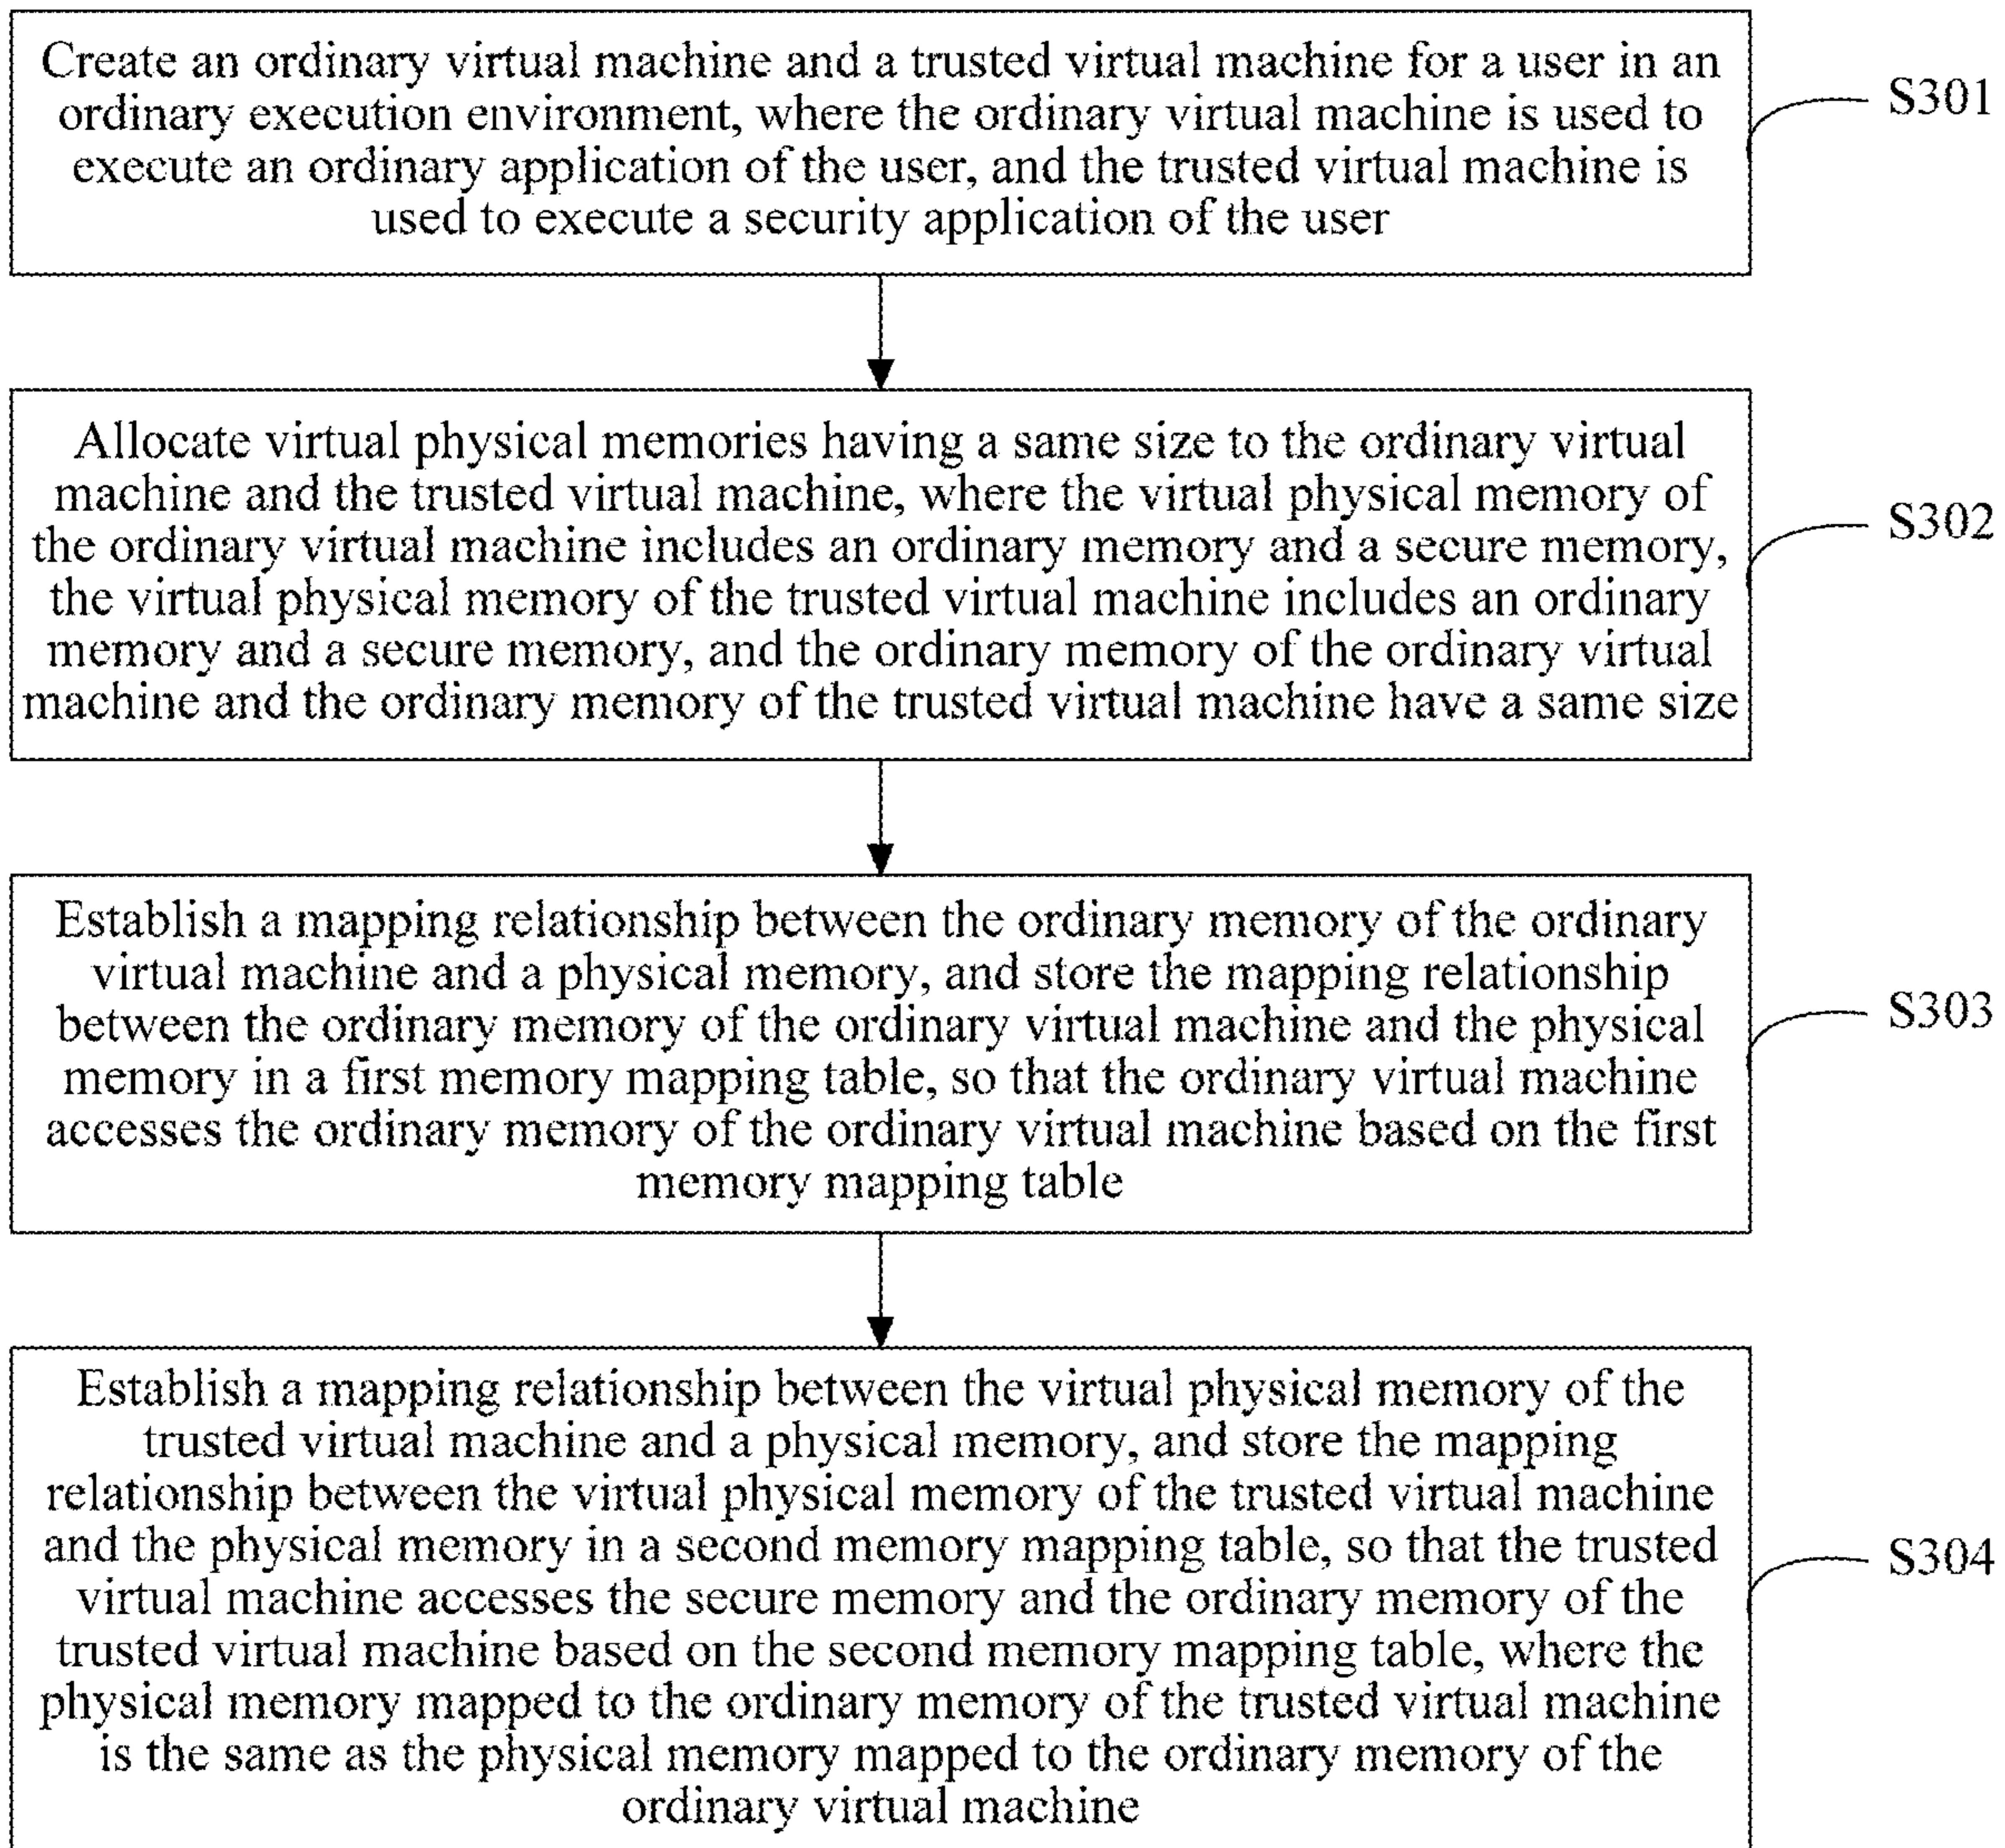 Create an ordinary virtual machine and a trusted virtual machine for a user in an
ordinary execution environment, where the ordinary virtual machine is used to
execute an ordinary application of the user, and the trusted virtual machine is
used to execute a security application of the user
S301
Allocate virtual physical memories having a same size to the ordinary virtual
machine and the trusted virtual machine, where the virtual physical memory of
the ordinary virtual machine includes an ordinary memory and a secure memory,
the virtual physical memory of the trusted virtual machine includes an ordinary
memory and a secure memory, and the ordinary memory of the ordinary virtual
machine and the ordinary memory of the trusted virtual machine have a same size
S302
Establish a mapping relationship between the ordinary memory of the ordinary
virtual machine and a physical memory, and store the mapping relationship
between the ordinary memory of the ordinary virtual machine and the physical
memory in a first memory mapping table, so that the ordinary virtual machine
accesses the ordinary memory of the ordinary virtual machine based on the first
memory mapping table
S303
Establish a mapping relationship between the virtual physical memory of the
trusted virtual machine and a physical memory, and store the mapping
relationship between the virtual physical memory of the trusted virtual machine
and the physical memory in a second memory mapping table, so that the trusted
virtual machine accesses the secure memory and the ordinary memory of the
trusted virtual machine based on the second memory mapping table, where the
physical memory mapped to the ordinary memory of the trusted virtual machine
is the same as the physical memory mapped to the ordinary memory of the
ordinary virtual machine
S304